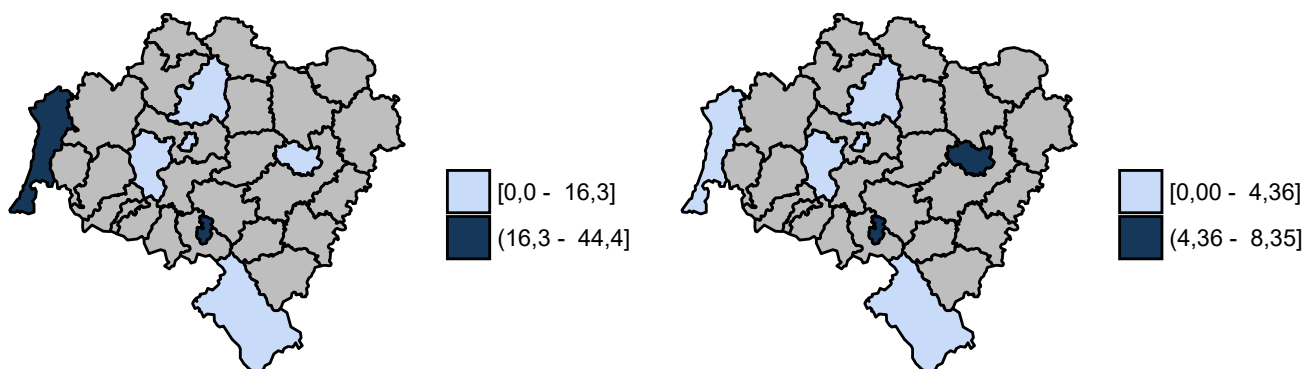 [0,0 - 16,3]
(16,3 - 44,4]
[0,00 - 4,36]
(4,36 - 8,35]